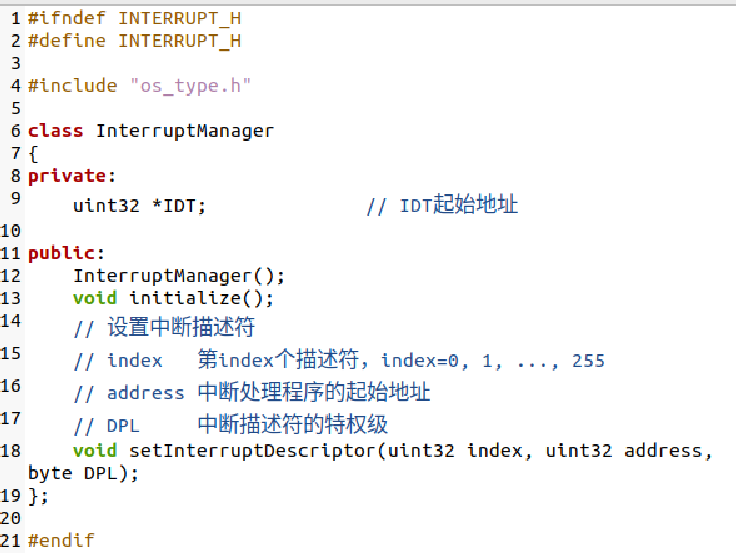 1 #ifndef INTERRUPT_H
2 #define INTERRUPT_H
3
4 #include "os_type.h"
5
6 class InterruptManager
7 {
8 private:
9     uint32 *IDT;              // IDT起始地址
10
11 public:
12     InterruptManager();
13     void initialize();
14     // 设置中断描述符
15     // index   第index个描述符，index=0, 1, ..., 255
16     // address 中断处理程序的起始地址
17     // DPL     中断描述符的特权级
18     void setInterruptDescriptor(uint32 index, uint32 address,
byte DPL);
19 };
20
21 #endif